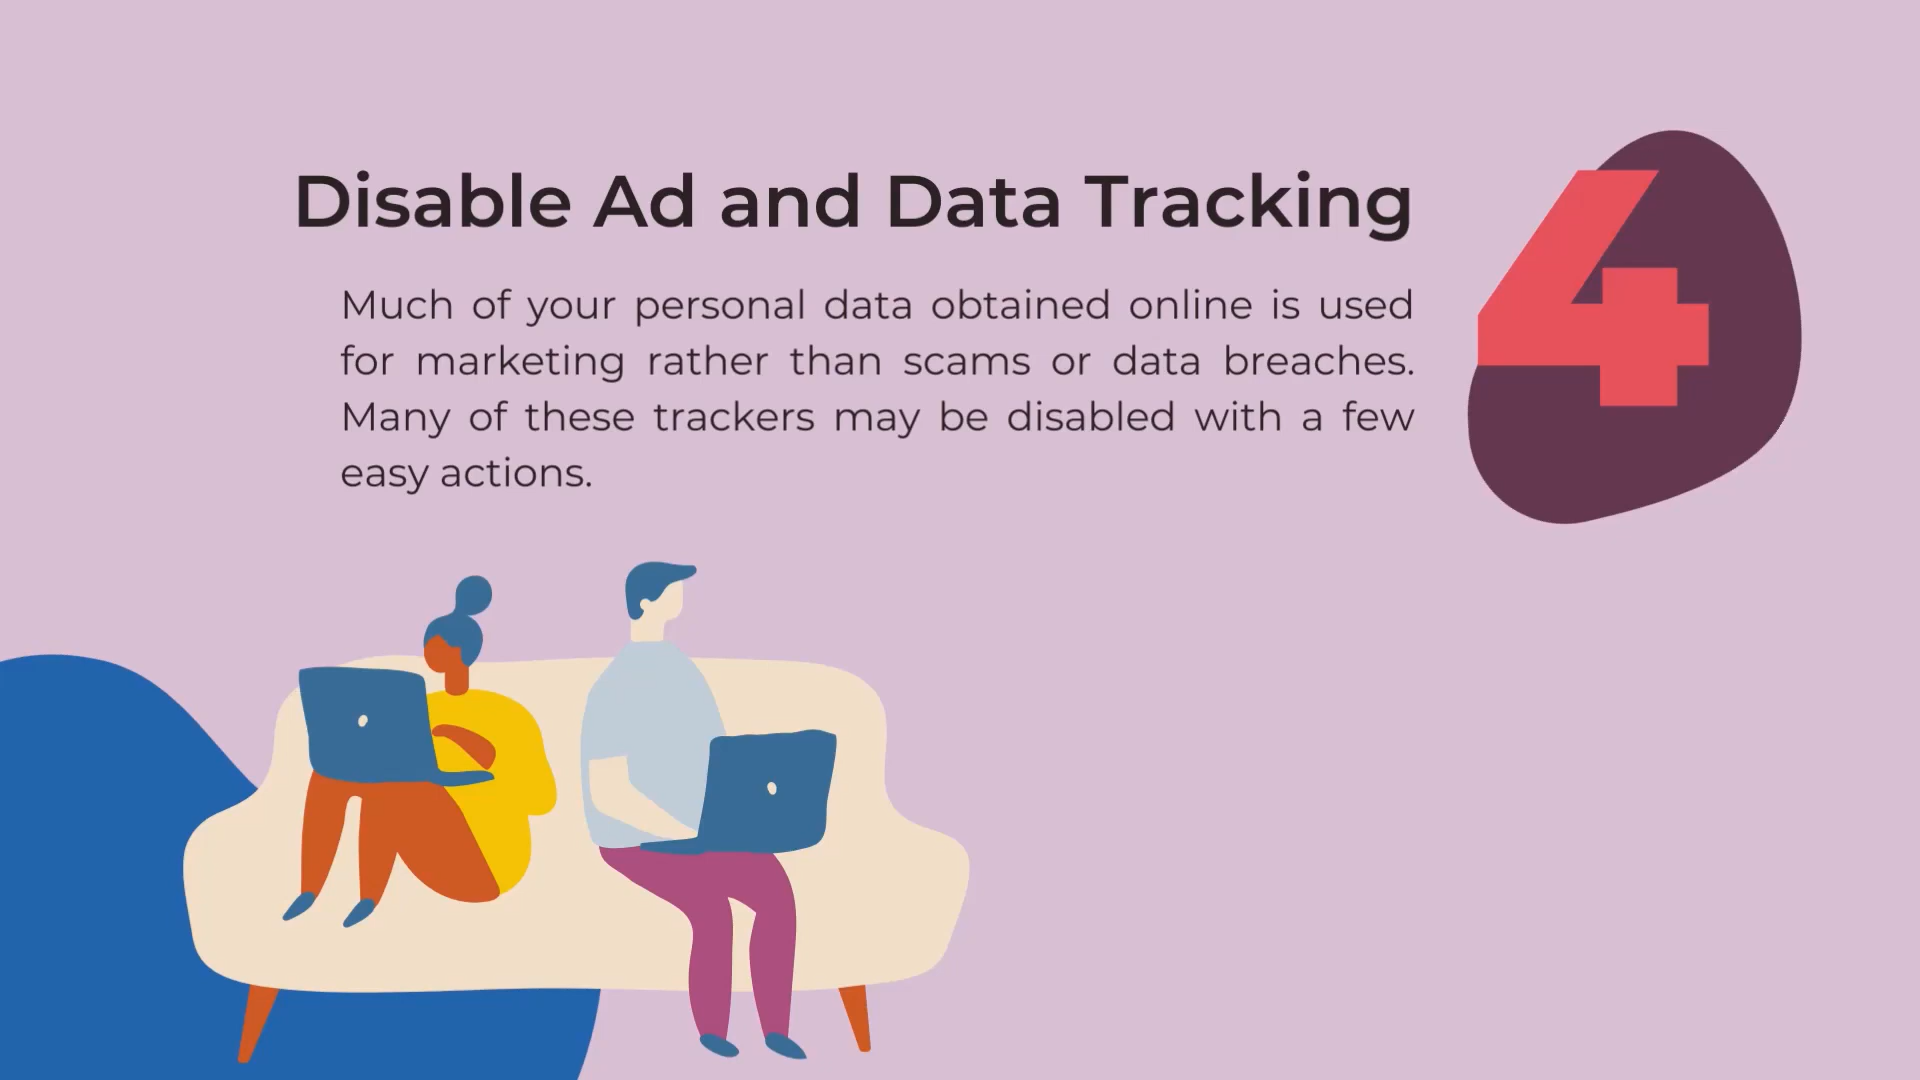 Disable Ad and Data Tracking
4
Much of your personal data obtained online is used
for marketing rather than scams or data breaches.
Many of these trackers may be disabled with a few
easy actions.